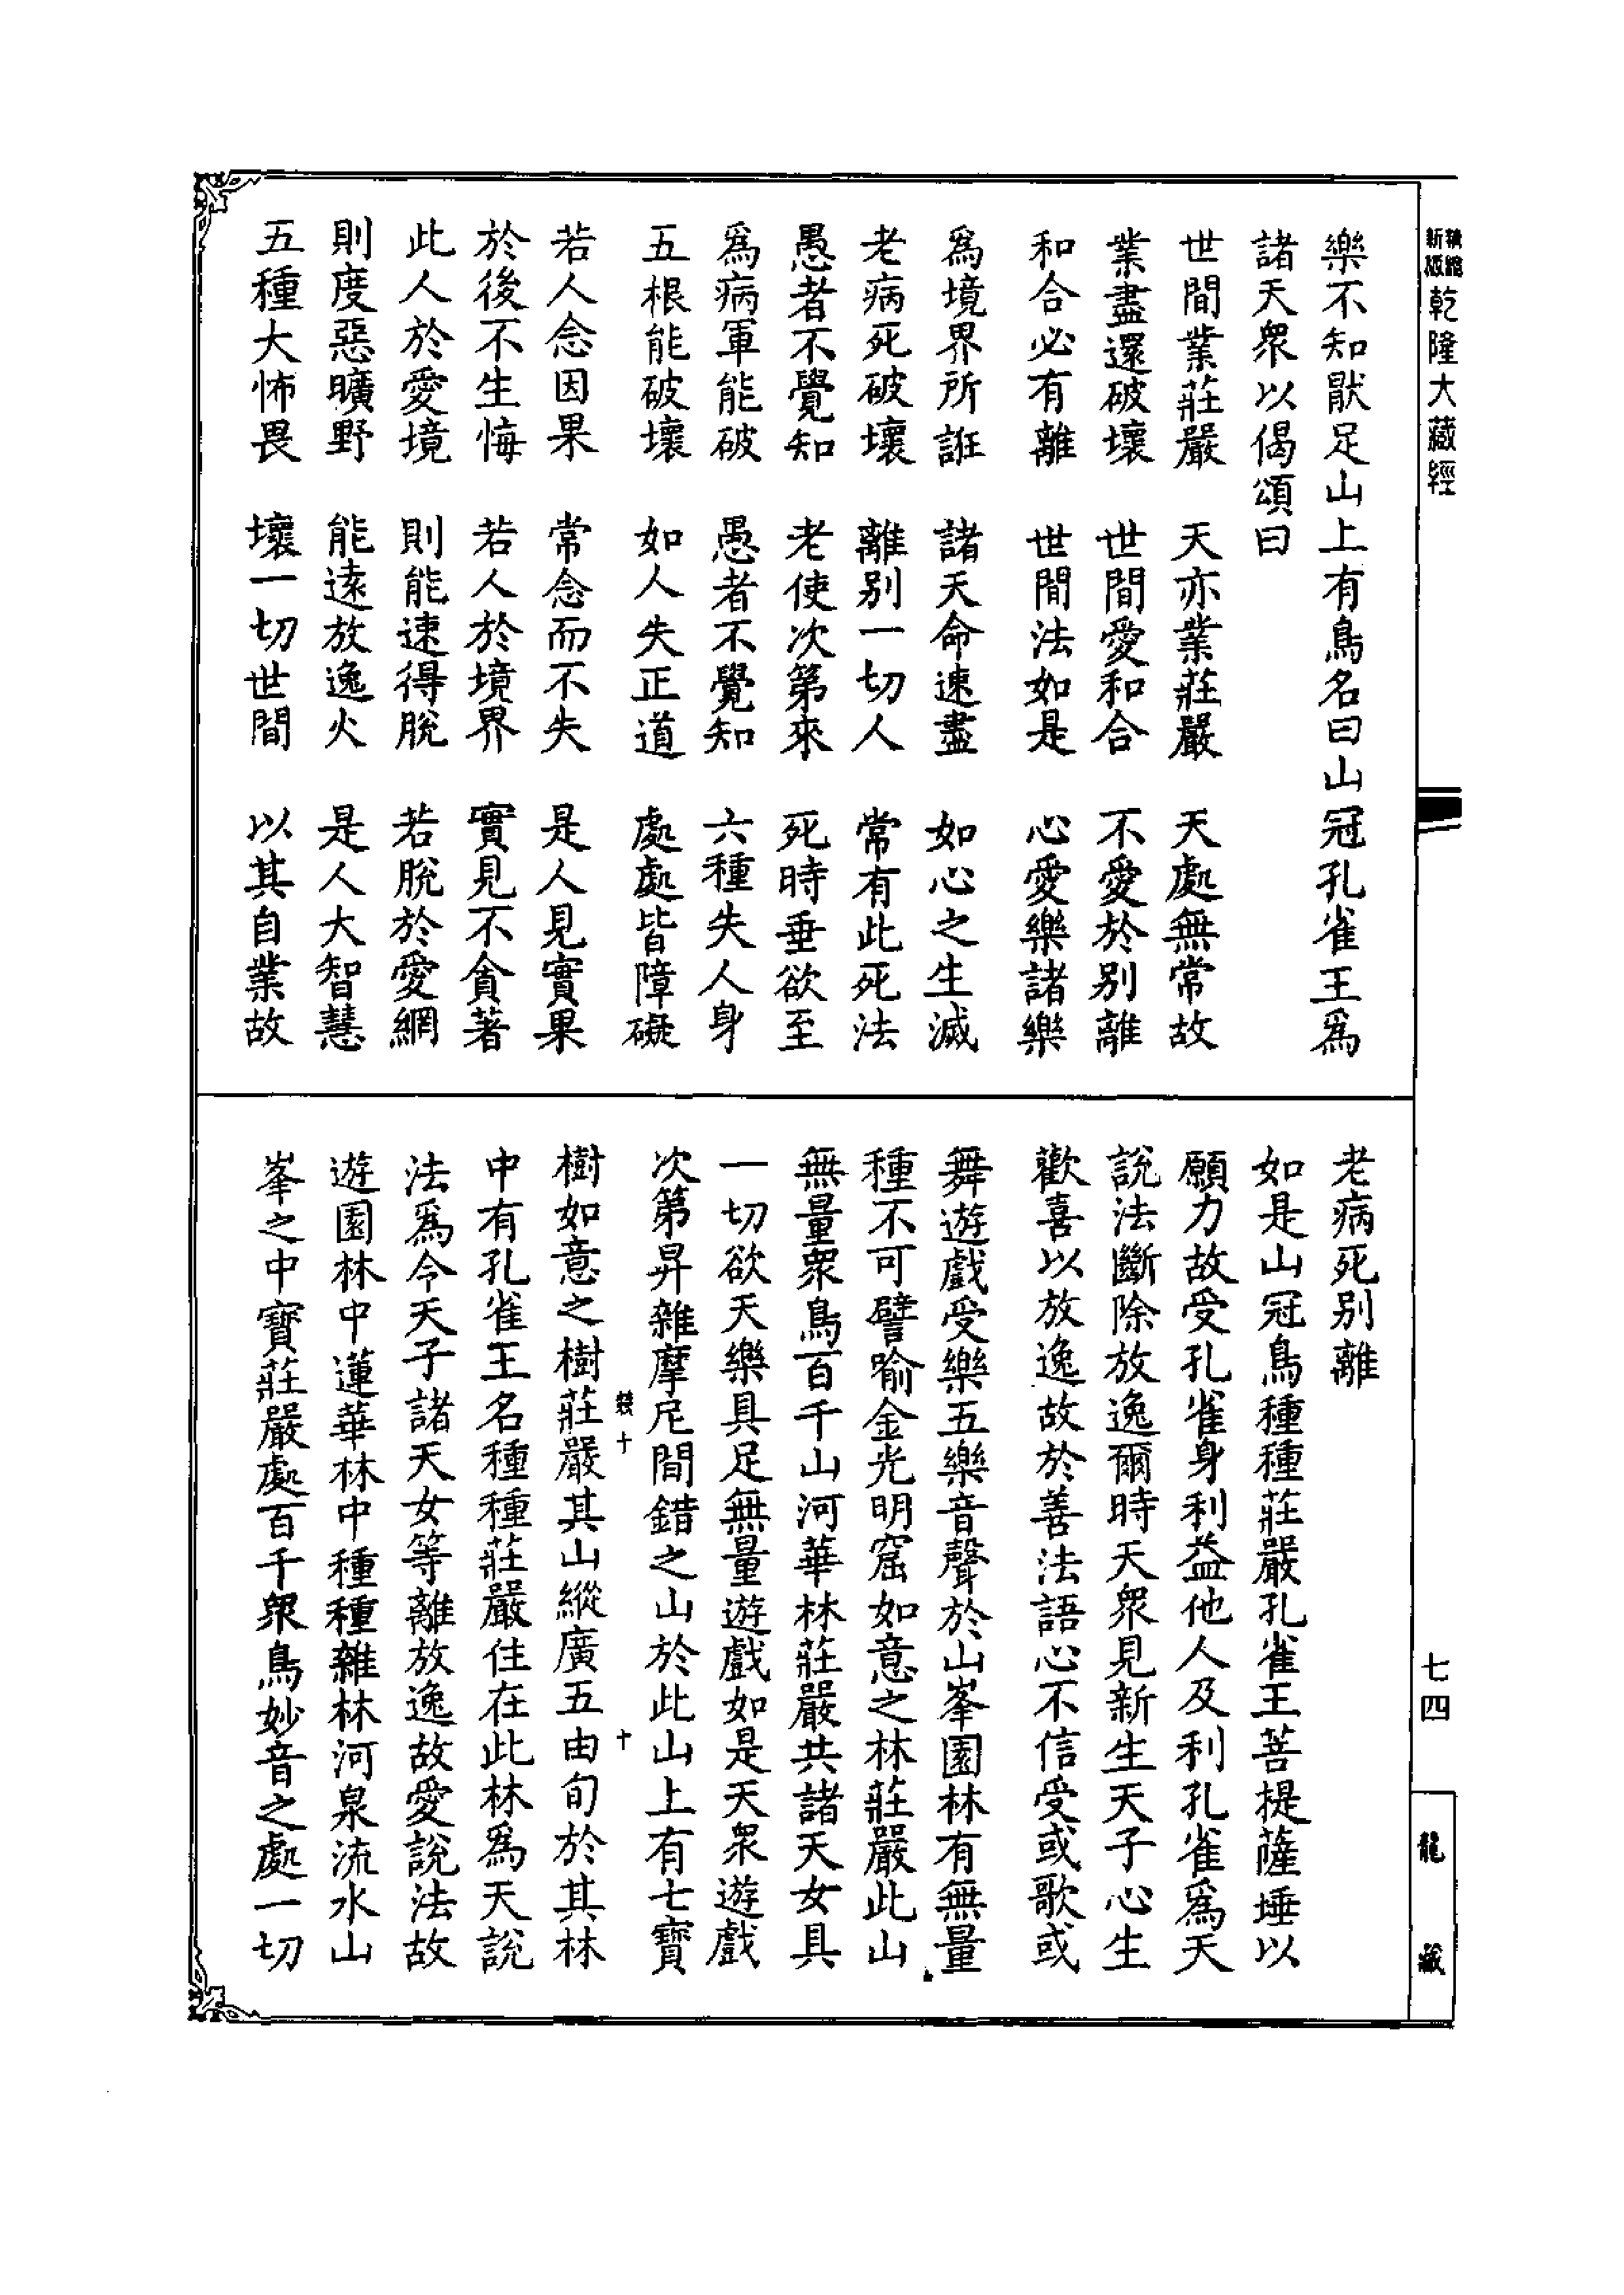 新版
乾隆大藏經
樂不知猒足山上有鳥名曰山冠孔雀王爲
諸天衆以偈頌曰
世間業莊嚴　天亦業莊嚴　天處無常故
業盡還破壞　世間愛和合　不愛於別離
和合必有離　世間法如是　心愛樂諸樂
爲境界所誑　諸天命速盡　如心之生滅
老病死破壞　離別一切人　常有此死法
愚者不覺知　老使次第來　死時垂欲至
爲病軍能破　愚者不覺知　六種失人身
五根能破壞　如人失正道　處處皆障礙
若人念因果　常念而不失　是人見實果
於後不生悔　若人於境界　實見不貪著
此人於愛境　則能速得脫　若脫於愛網
則度惡曠野　能遠放逸火　是人大智慧
五種大怖畏　壞一切世間　以其自業故
老病死別離
如是山冠鳥種種莊嚴孔雀王菩提薩埵以
願力故受孔雀身利益他人及利孔雀爲天
說法斷除放逸爾時天衆見新生天子心生
歡喜以放逸故於善法語心不信受或歌或
舞遊戲受樂五樂音聲於山峯園林有無量
種不可譬喻金光明窟如意之林莊嚴此山
無量衆鳥百千山河華林莊嚴共諸天女具
一切欲天樂具足無量遊戲如是天衆遊戲
次第昇雜摩尼間錯之山於此山上有七寶
樹如意之樹莊嚴其山縱廣五由旬於其林
中有孔雀王名種種莊嚴住在此林爲天說
法爲令天子諸天女等離放逸故愛說法故
遊園林中蓮華林中種種雜林河泉流水山
峯之中寶莊嚴處百千衆鳥妙音之處一切
十
十
七四
龍藏